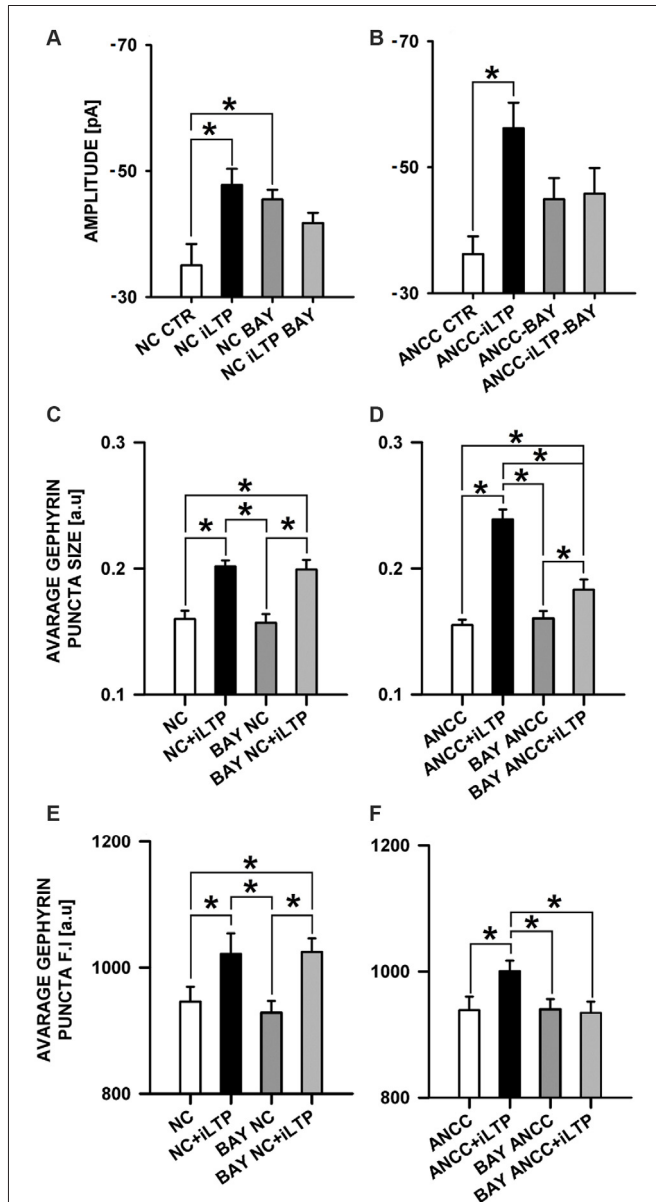 A
-70
-50
-30
AMPLITUDE [pA]
*
*
NC CTR
NC iLTP
NC BAY
NC iLTP BAY
B
-70
-50
-30
*
ANCC CTR
ANCC-iLTP
ANCC-BAY
ANCC-iLTP-BAY
C
0.3
0.2
0.1
AVARAGE GEPHYRIN
PUNCTA SIZE [a.u]
*
*
*
*
NC
NC+iLTP
BAY NC
BAY NC+iLTP
D
0.3
0.2
0.1
*
*
*
*
*
ANCC
ANCC+iLTP
BAY ANCC
BAY ANCC+iLTP
E
1200
1000
800
AVARAGE GEPHYRIN
PUNCTA F.I [a.u]
*
*
*
*
NC
NC+iLTP
BAY NC
BAY NC+iLTP
F
1200
1000
800
*
*
*
ANCC
ANCC+iLTP
BAY ANCC
BAY ANCC+iLTP